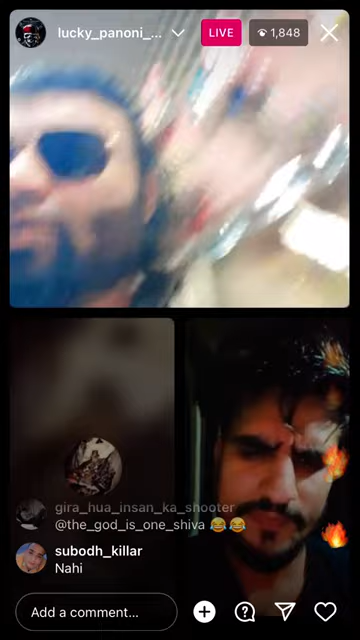 lucky_panoni_...
LIVE
1,848
gira_hua_insan_ka_shooter
@the_god_is_one_shiva 😂😂
subodh_killar
Nahi
Add a comment...